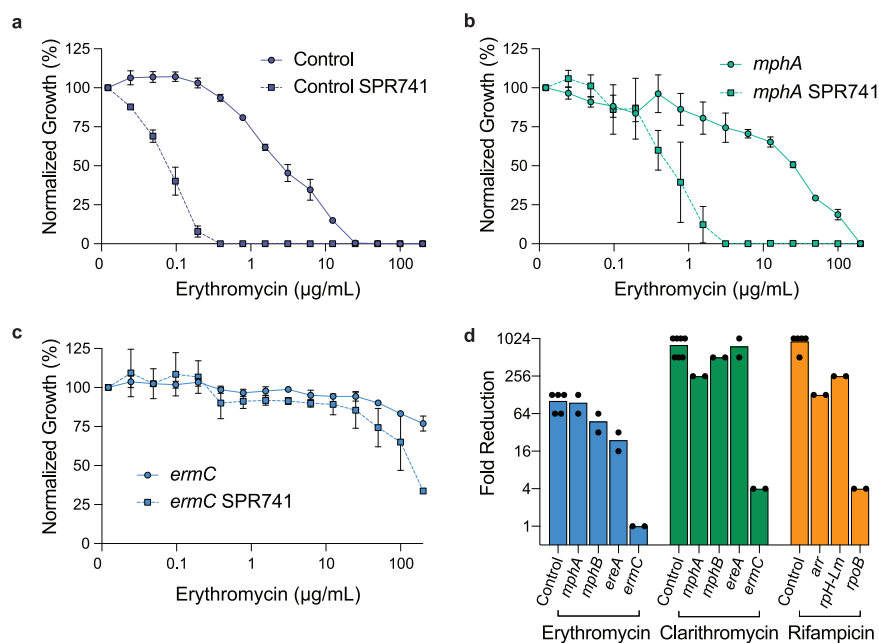 a
Normalized Growth (%)
125
100
75
50
25
0
0
0.1
1
10
100
Erythromycin (µg/mL)
Control
Control SPR741
b
Normalized Growth (%)
125
100
75
50
25
0
0
0.1
1
10
100
Erythromycin (µg/mL)
mphA
mphA SPR741
c
Normalized Growth (%)
125
100
75
50
25
0
0
0.1
1
10
100
Erythromycin (µg/mL)
ermC
ermC SPR741
d
Fold Reduction
1024
256
64
16
4
1
Control
mphA
mphB
ereA
ermC
Erythromycin
Control
mphA
mphB
ereA
ermC
Clarithromycin
Control
arr
rpH-Lm
rpoB
Rifampicin